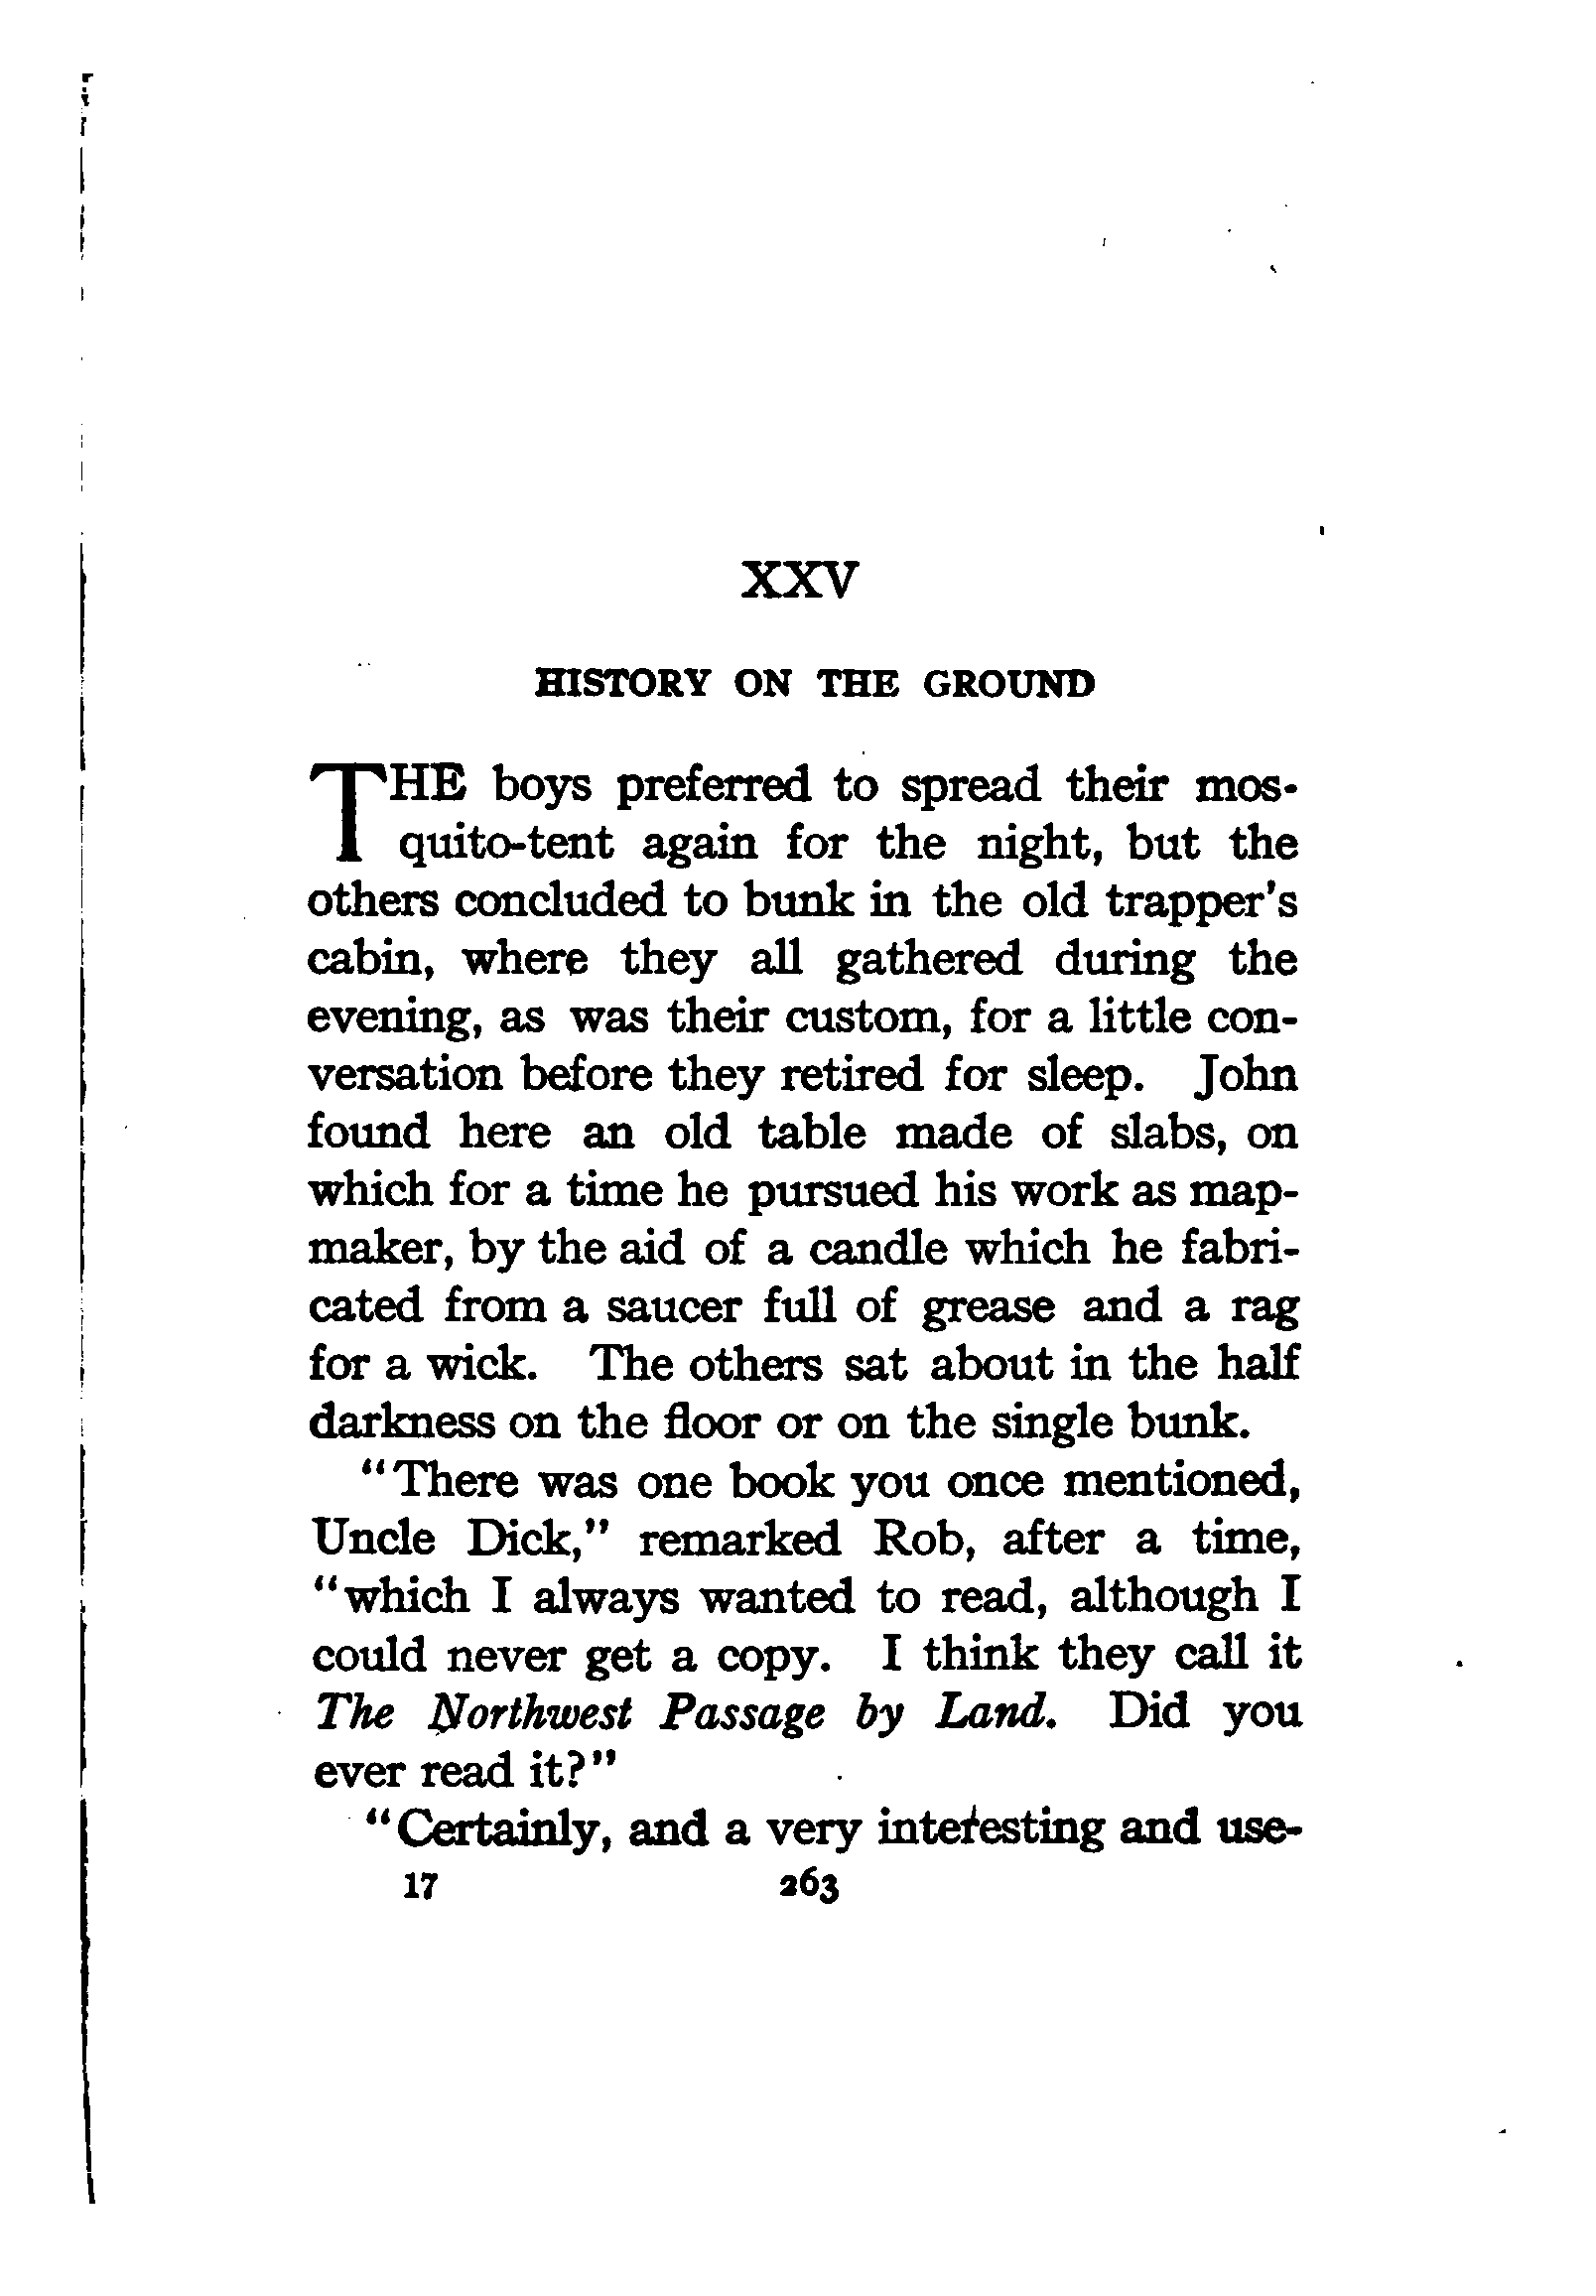 XXV
HISTORY ON THE GROUND
THE boys preferred to spread their mos-
quito-tent again for the night, but the
others concluded to bunk in the old trapper's
cabin, where they all gathered during the
evening, as was their custom, for a little con-
versation before they retired for sleep. John
found here an old table made of slabs, on
which for a time he pursued his work as map-
maker, by the aid of a candle which he fabri-
cated from a saucer full of grease and a rag
for a wick. The others sat about in the half
darkness on the floor or on the single bunk.
"There was one book you once mentioned,
Uncle Dick," remarked Rob, after a time,
"which I always wanted to read, although I
could never get a copy. I think they call it
The Northwest Passage by Land. Did you
ever read it?"
"Certainly, and a very interesting and use-
17 263